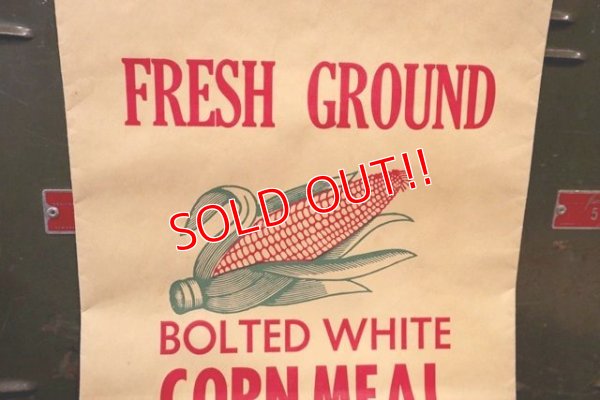 FRESH GROUND
SOLD OUT!!
BOLTED WHITE
CORN MEAL